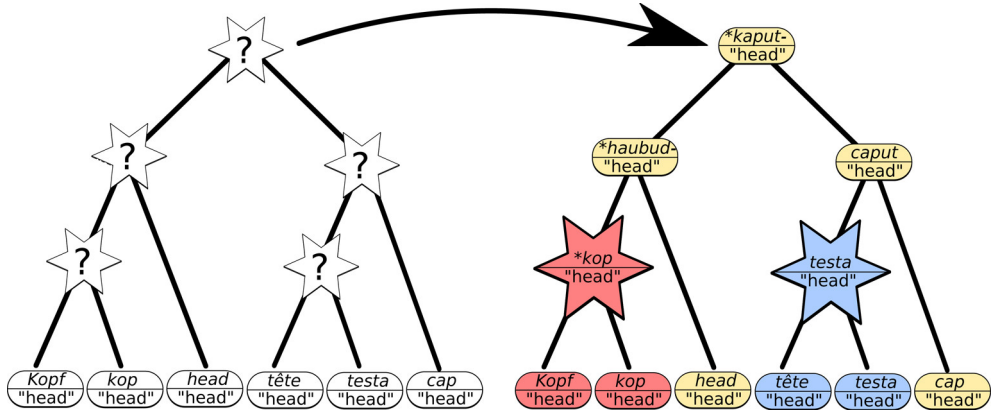 ?
?
?
?
?
Kopf
"head"
kop
"head"
head
"head"
tête
"head"
testa
"head"
cap
"head"
*kaput-
"head"
*haubud-
"head"
caput
"head"
*kop
"head"
testa
"head"
Kopf
"head"
kop
"head"
head
"head"
tête
"head"
testa
"head"
cap
"head"